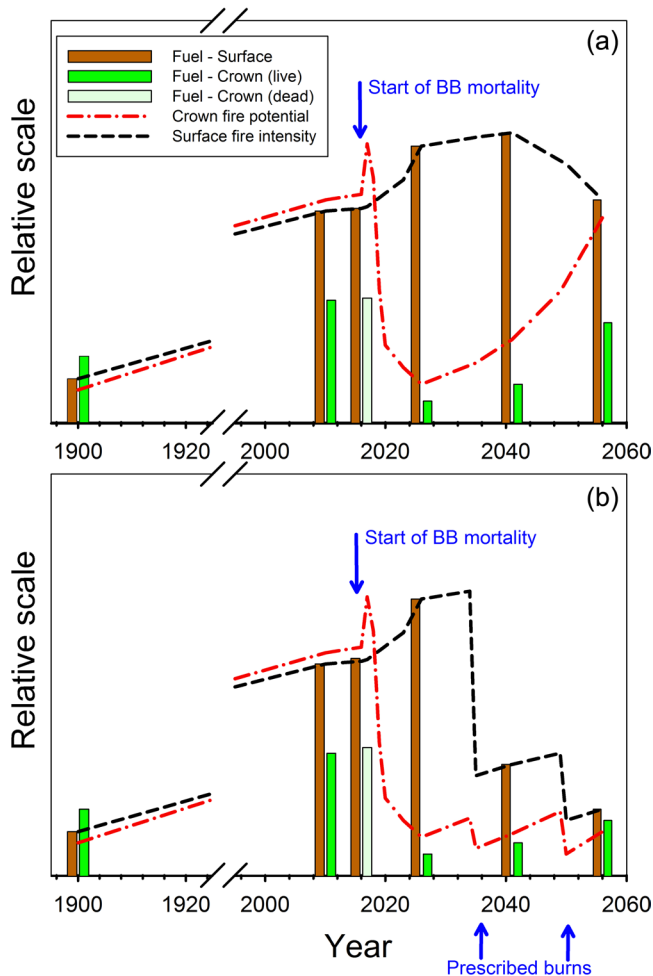 (a)
Fuel - Surface
Fuel - Crown (live)
Fuel - Crown (dead)
Crown fire potential
Surface fire intensity
Start of BB mortality
Relative scale
1900 1920 2000 2020 2040 2060
(b)
Start of BB mortality
Relative scale
1900 1920 2000 2020 2040 2060
Year
Prescribed burns